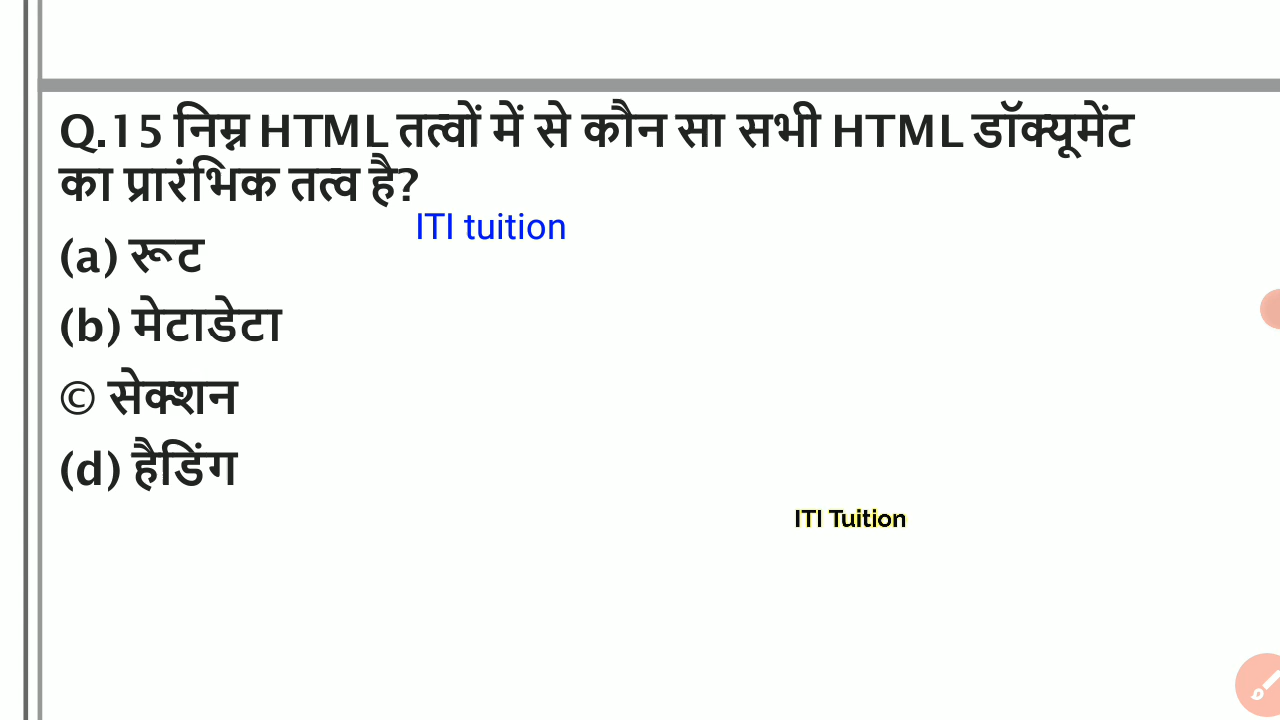 Q.15 निम्न HTML तत्वों में से कौन सा सभी HTML डॉक्यूमेंट
का प्रारंभिक तत्व है?
ITI tuition
(a) रूट
(b) मेटाडेटा
© सेक्शन
(d) हैडिंग
ITI Tuition